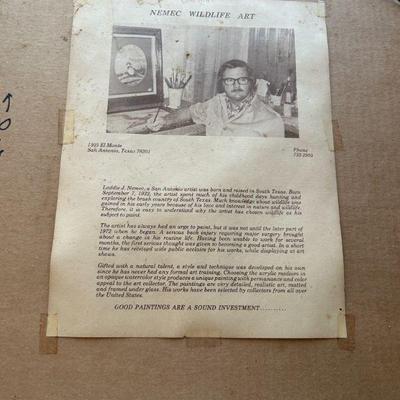 NEMEC WILDLIFE ART
1905 El Monte
San Antonio, Texas 78201
Phone
Laddie J. Nemec, a San Antonio artist was born and raised in South Texas. Born
September 7, 1932, the artist spent much of his childhood days hunting and
exploring the brush country of South Texas. Much knowledge about wildlife was
gained in his early years because of his love and interest in nature and wildlife.
Therefore, it is easy to understand why the artist has chosen wildlife as his
subject to paint.
The artist has always had an urge to paint, but it was not until the later part of
1972 when he began. A serious back injury requiring major surgery brought
about a change in his routine life. Having been unable to work for several
months, the first serious thought was given to becoming a good artist. In a short
time he has received wide public acclaim for his works, while displaying at art
shows.
Gifted with a natural talent, a style and technique was developed on his own
since he has never had any formal art training. Choosing the acrylic medium in
an opaque watercolor style produces a unique painting with permanence and color
appeal to the art collector. The paintings are very detailed, realistic art, matted
and framed under glass. His works have been selected by collectors from all over
the United States.
GOOD PAINTINGS ARE A SOUND INVESTMENT..........